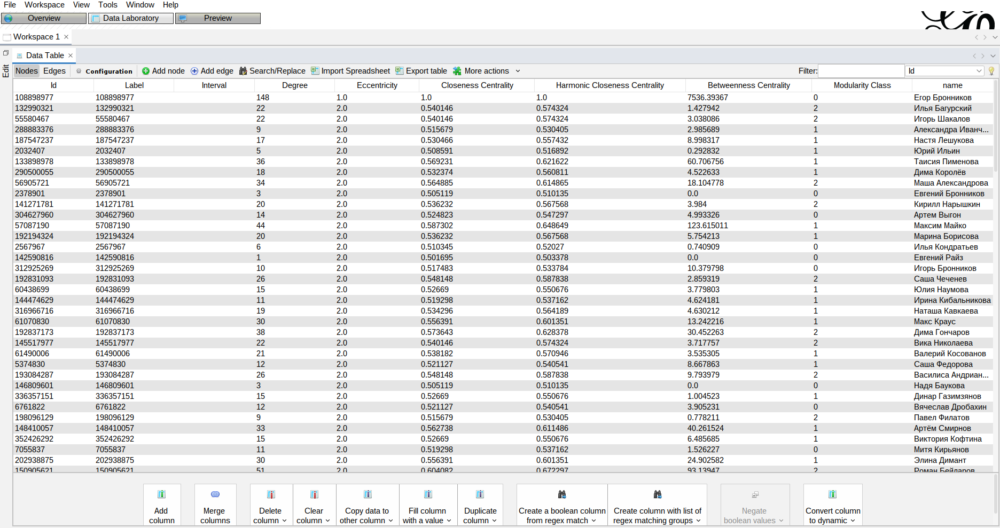 File Workspace View Tools Window Help
Overview Data Laboratory Preview
Workspace 1
Data Table
Edit
Nodes Edges Configuration Add node Add edge Search/Replace Import Spreadsheet Export table More actions Filter: Id
Id Label Interval Degree Eccentricity Closeness Centrality Harmonic Closeness Centrality Betweenness Centrality Modularity Class name
108898977 108898977 148 1.0 1.0 1.0 7536.39367 0 Егор Бронников
132990321 132990321 22 2.0 0.540146 0.574324 1.427942 2 Илья Багурский
55580467 55580467 22 2.0 0.540146 0.574324 3.038086 2 Игорь Шакалов
288883376 288883376 9 2.0 0.515679 0.530405 2.985689 1 Александра Иванч...
187547237 187547237 17 2.0 0.530466 0.557432 8.998317 1 Настя Лешукова
2032407 2032407 5 2.0 0.508591 0.516892 0.292832 1 Юрий Ильин
133898978 133898978 36 2.0 0.569231 0.621622 60.706756 1 Таисия Пименова
290500055 290500055 18 2.0 0.532374 0.560811 4.522633 1 Дима Королёв
56905721 56905721 34 2.0 0.564885 0.614865 18.104778 2 Маша Александрова
2378901 2378901 3 2.0 0.505119 0.510135 0.0 0 Евгений Бронников
141271781 141271781 20 2.0 0.536232 0.567568 3.984 2 Кирилл Нарышкин
304627960 304627960 14 2.0 0.524823 0.547297 4.993326 0 Артем Выгон
57087190 57087190 44 2.0 0.587302 0.648649 123.615011 1 Максим Майко
192194324 192194324 20 2.0 0.536232 0.567568 5.754213 1 Марина Борисова
2567967 2567967 6 2.0 0.510345 0.52027 0.740909 0 Илья Кондратьев
142590816 142590816 1 2.0 0.501695 0.503378 0.0 0 Евгений Райз
312925269 312925269 10 2.0 0.517483 0.533784 10.379798 0 Игорь Бронников
192831093 192831093 26 2.0 0.548148 0.587838 2.859319 2 Саша Чеченев
60438699 60438699 15 2.0 0.52669 0.550676 3.779803 1 Юлия Наумова
144474629 144474629 11 2.0 0.519298 0.537162 4.624181 1 Ирина Кибальникова
316966716 316966716 19 2.0 0.534296 0.564189 4.630212 1 Наташа Кавкаева
61070830 61070830 30 2.0 0.556391 0.601351 13.242216 1 Макс Краус
192837173 192837173 38 2.0 0.573643 0.628378 30.452263 2 Дима Гончаров
145517977 145517977 22 2.0 0.540146 0.574324 3.717757 2 Вика Николаева
61490006 61490006 21 2.0 0.538182 0.570946 3.535305 1 Валерий Косованов
5374830 5374830 12 2.0 0.521127 0.540541 8.667863 1 Саша Федорова
193084287 193084287 26 2.0 0.548148 0.587838 9.793979 2 Василиса Андриан...
146809601 146809601 3 2.0 0.505119 0.510135 0.0 0 Надя Баукова
336357151 336357151 15 2.0 0.52669 0.550676 1.004523 1 Динар Газимзянов
6761822 6761822 12 2.0 0.521127 0.540541 3.905231 0 Вячеслав Дробахин
198096129 198096129 9 2.0 0.515679 0.530405 0.778211 2 Павел Филатов
148410057 148410057 33 2.0 0.562738 0.611486 40.261524 1 Артём Смирнов
352426292 352426292 15 2.0 0.52669 0.550676 6.485685 1 Виктория Кофтина
7055837 7055837 11 2.0 0.519298 0.537162 1.526227 0 Митя Кирьянов
202938875 202938875 30 2.0 0.556391 0.601351 24.902582 1 Элина Димант
150905621 150905621 51 2.0 0.604082 0.672297 93.13947 2 Роман Бейларов
Add column
Merge columns
Delete column
Clear column
Copy data to other column
Fill column with a value
Duplicate column
Create a boolean column from regex match
Create column with list of regex matching groups
Negate boolean values
Convert column to dynamic